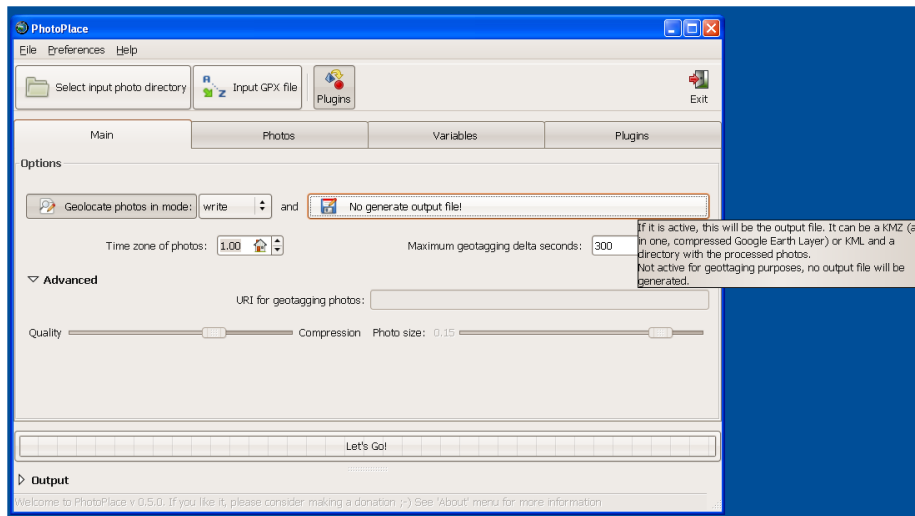 PhotoPlace
File Preferences Help
Select input photo directory
A
Z
Input GPX file
Plugins
Exit
Main Photos Variables Plugins
Options
Geolocate photos in mode: write and No generate output file!
If it is active, this will be the output file. It can be a KMZ (a
in one, compressed Google Earth Layer) or KML and a
directory with the processed photos.
Not active for geottaging purposes, no output file will be
generated.
Time zone of photos: 1.00 Maximum geotagging delta seconds: 300
Advanced
URI for geotagging photos:
Quality Compression Photo size: 0.15
Let's Go!
Output
Welcome to PhotoPlace v 0.5.0. If you like it, please consider making a donation ;-) See 'About' menu for more information